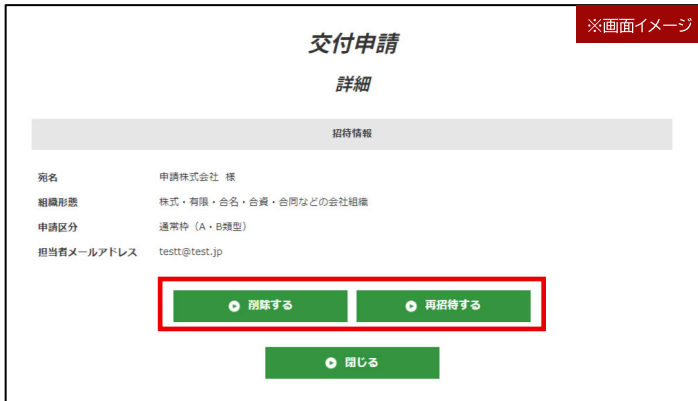 ※画面イメージ
交付申請
詳細
招待情報
宛名 申請株式会社 様
組織形態 株式・有限・合名・合資・合同などの会社組織
申請区分 通常枠（A・B類型）
担当者メールアドレス testt@test.jp
削除する 再招待する
閉じる